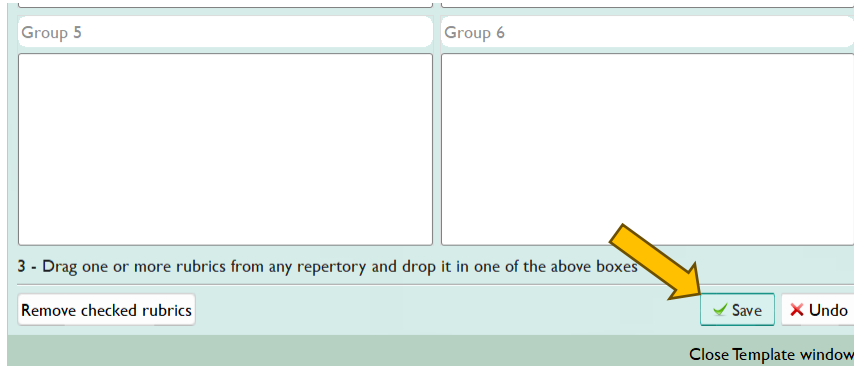 Group 5
Group 6
3 - Drag one or more rubrics from any repertory and drop it in one of the above boxes
Remove checked rubrics
Save
Undo
Close Template window